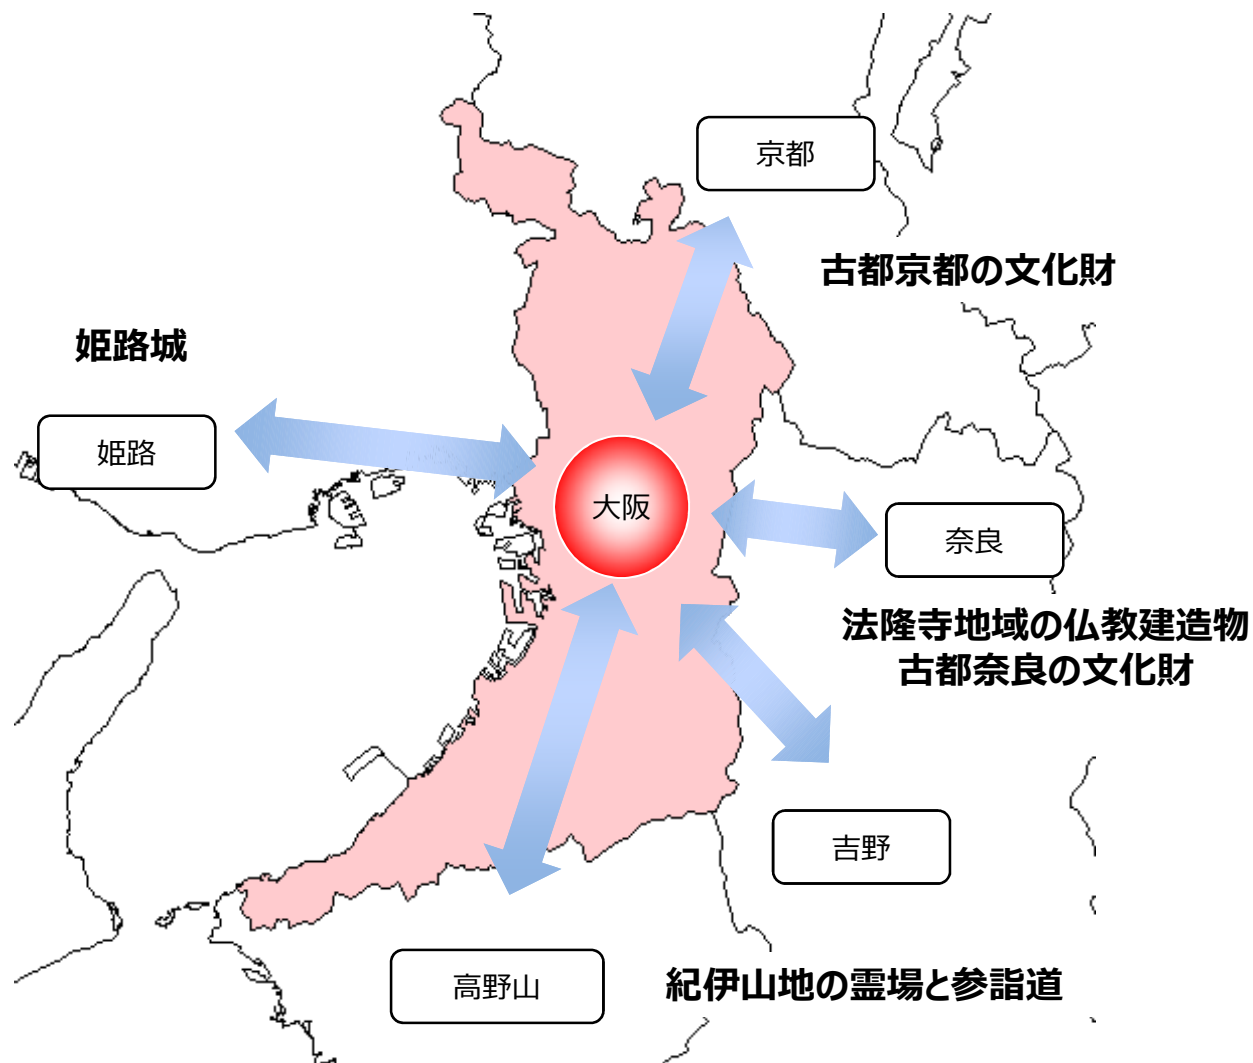 京都
古都京都の文化財
姫路城
姫路
大阪
奈良
法隆寺地域の仏教建造物
古都奈良の文化財
吉野
高野山
紀伊山地の霊場と参詣道